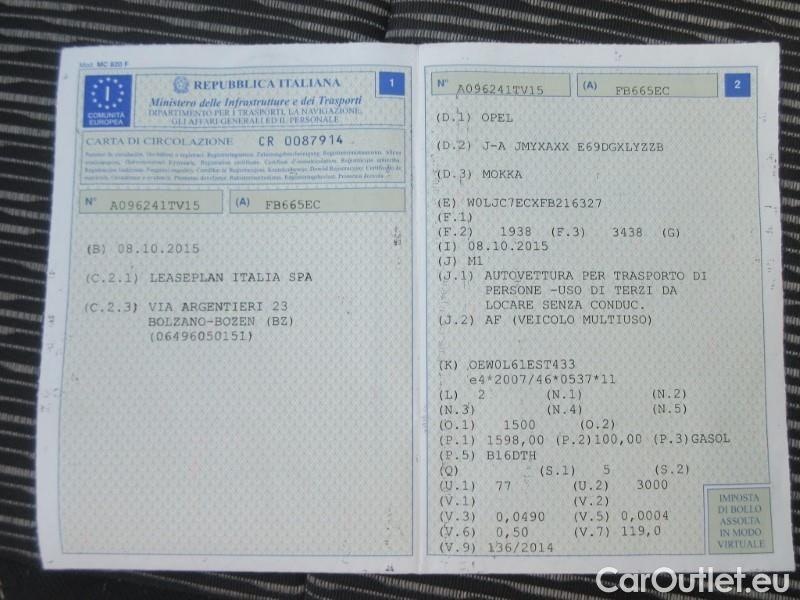 Mod. MC 820 F
I
COMUNITÀ
EUROPEA
REPUBBLICA ITALIANA
1
Ministero delle Infrastrutture e dei Trasporti
DIPARTIMENTO PER I TRASPORTI, LA NAVIGAZIONE,
GLI AFFARI GENERALI ED IL PERSONALE
CARTA DI CIRCOLAZIONE CR 0087914
N° A096241TV15 (A) FB665EC
(B) 08.10.2015
(C.2.1) LEASEPLAN ITALIA SPA
(C.2.3) VIA ARGENTIERI 23
BOLZANO-BOZEN (BZ)
(06496050151)
N° A096241TV15 (A) FB665EC 2
(D.1) OPEL
(D.2) J-A JMYXAXX E69DGXLYZZB
(D.3) MOKKA
(E) W0LJC7ECXFB216327
(F.1)
(F.2) 1938 (F.3) 3438 (G)
(I) 08.10.2015
(J) M1
(J.1) AUTOVETTURA PER TRASPORTO DI
PERSONE -USO DI TERZI DA
LOCARE SENZA CONDUC.
(J.2) AF (VEICOLO MULTIUSO)
(K) OEW0L61EST433
e4*2007/46*0537*11
(L) 2 (N.1) (N.2)
(N.3) (N.4) (N.5)
(O.1) 1500 (O.2)
(P.1) 1598,00 (P.2)100,00 (P.3)GASOL
(P.5) B16DTH
(Q) (S.1) 5 (S.2)
(U.1) 77 (U.2) 3000
(V.1) (V.2)
(V.3) 0,0490 (V.5) 0,0004
(V.6) 0,50 (V.7) 119,0
(V.9) 136/2014
IMPOSTA
DI BOLLO
ASSOLTA
IN MODO
VIRTUALE
CarOutlet.eu